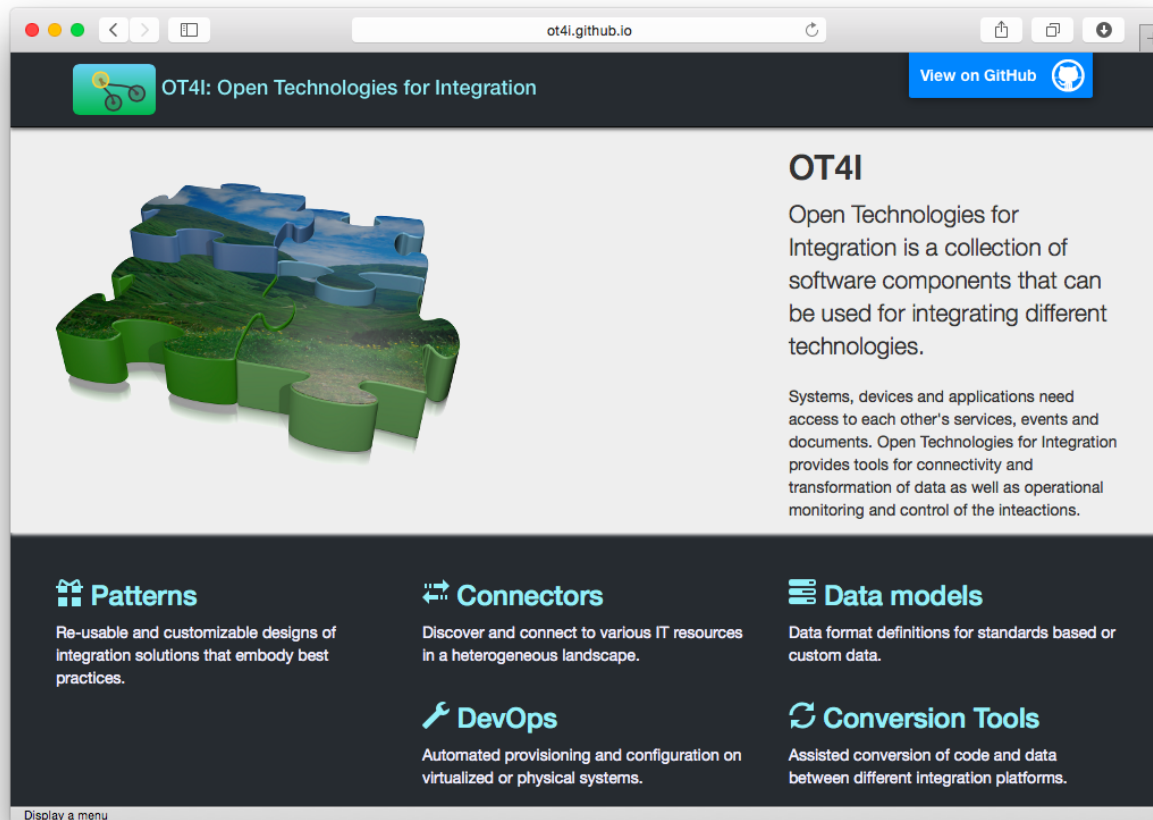 ot4i.github.io
OT4I: Open Technologies for Integration
View on GitHub
OT4I
Open Technologies for
Integration is a collection of
software components that can
be used for integrating different
technologies.
Systems, devices and applications need
access to each other's services, events and
documents. Open Technologies for Integration
provides tools for connectivity and
transformation of data as well as operational
monitoring and control of the inteactions.
Patterns
Re-usable and customizable designs of
integration solutions that embody best
practices.
Connectors
Discover and connect to various IT resources
in a heterogeneous landscape.
Data models
Data format definitions for standards based or
custom data.
DevOps
Automated provisioning and configuration on
virtualized or physical systems.
Conversion Tools
Assisted conversion of code and data
between different integration platforms.
Display a menu